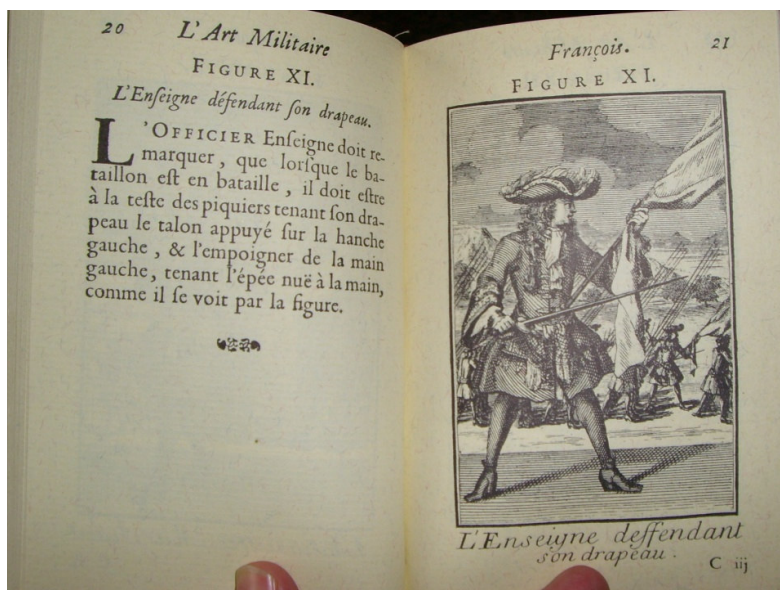 20 L'Art Militaire
FIGURE XI.
L'Enſeigne défendant ſon drapeau.
L'OFFICIER Enſeigne doit re-
marquer, que lorſque le ba-
taillon eſt en bataille, il doit eſtre
à la teſte des piquiers tenant ſon dra-
peau le talon appuyé ſur la hanche
gauche, & l'empoigner de la main
gauche, tenant l'épée nuë à la main,
comme il ſe voit par la figure.
François. 21
FIGURE XI.
L'Enseigne deffendant
son drapeau.
C iij